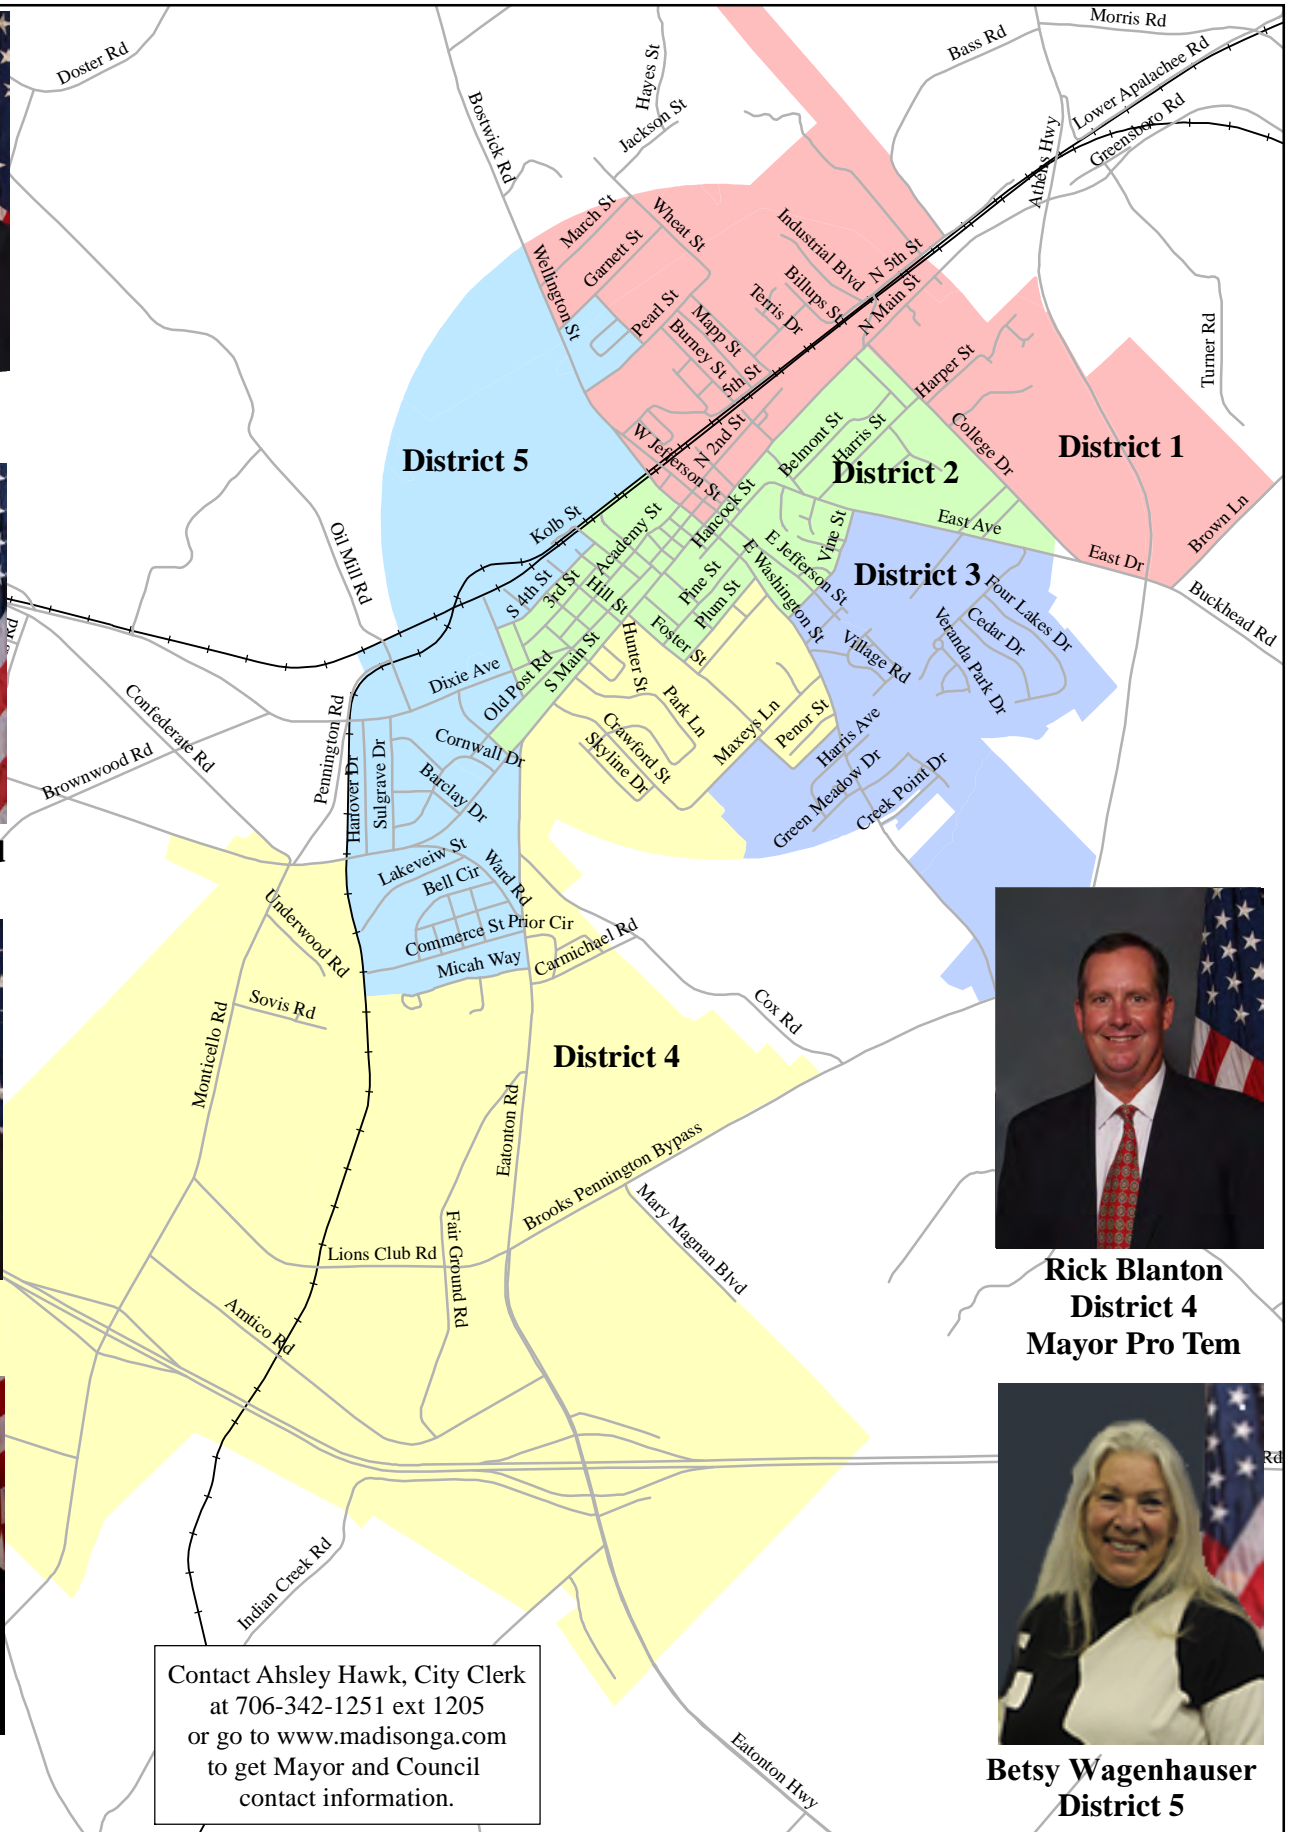 Morris Rd
Doster Rd
Bass Rd
Hayes St
Lower Apalachee Rd
Bostwick Rd
Jackson St
Greensboro Rd
Athens Hwy
March St
Wheat St
Garnett St
Industrial Blvd
N 5th St
Wellington St
Billups St
Terris Dr
N Main St
Pearl St
Mapp St
Burney St
5th St
Turner Rd
Harper St
W Jefferson St
N 2nd St
Belmont St
Harris St
College Dr
District 1
District 5
District 2
Hancock St
Kolb St
Academy St
Vine St
East Ave
Brown Ln
Oil Mill Rd
E Jefferson St
East Dr
S 4th St
3rd St
Hill St
Pine St
Plum St
E Washington St
District 3
Four Lakes Dr
Cedar Dr
Buckhead Rd
Rd
Hunter St
Foster St
Village Rd
Veranda Park Dr
Dixie Ave
Old Post Rd
S Main St
Confederate Rd
Pennington Rd
Park Ln
Maxeys Ln
Penor St
Crawford St
Skyline Dr
Harris Ave
Cornwall Dr
Brownwood Rd
Hanover Dr
Sulgrave Dr
Barclay Dr
Green Meadow Dr
Creek Point Dr
Lakeveiw St
Bell Cir
Ward Rd
Underwood Rd
Commerce St
Prior Cir
Micah Way
Carmichael Rd
Sovis Rd
Cox Rd
Monticello Rd
District 4
Eatonton Rd
Brooks Pennington Bypass
Mary Magnan Blvd
Lions Club Rd
Fair Ground Rd
Amtico Rd
Rick Blanton
District 4
Mayor Pro Tem
Rd
Indian Creek Rd
Contact Ahsley Hawk, City Clerk
at 706-342-1251 ext 1205
or go to www.madisonga.com
to get Mayor and Council
contact information.
Eatonton Hwy
Betsy Wagenhauser
District 5